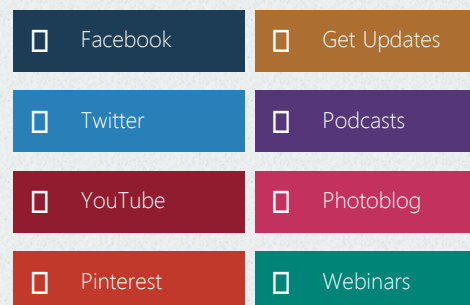 Facebook
Get Updates
Twitter
Podcasts
YouTube
Photoblog
Pinterest
Webinars